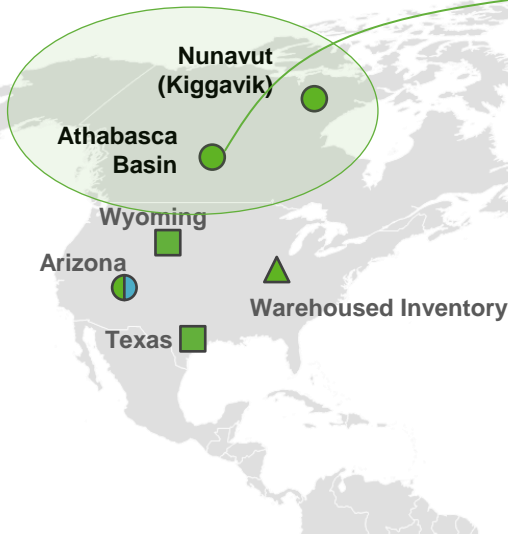 Nunavut
(Kiggavik)
Athabasca
Basin
Wyoming
Arizona
Warehoused Inventory
Texas